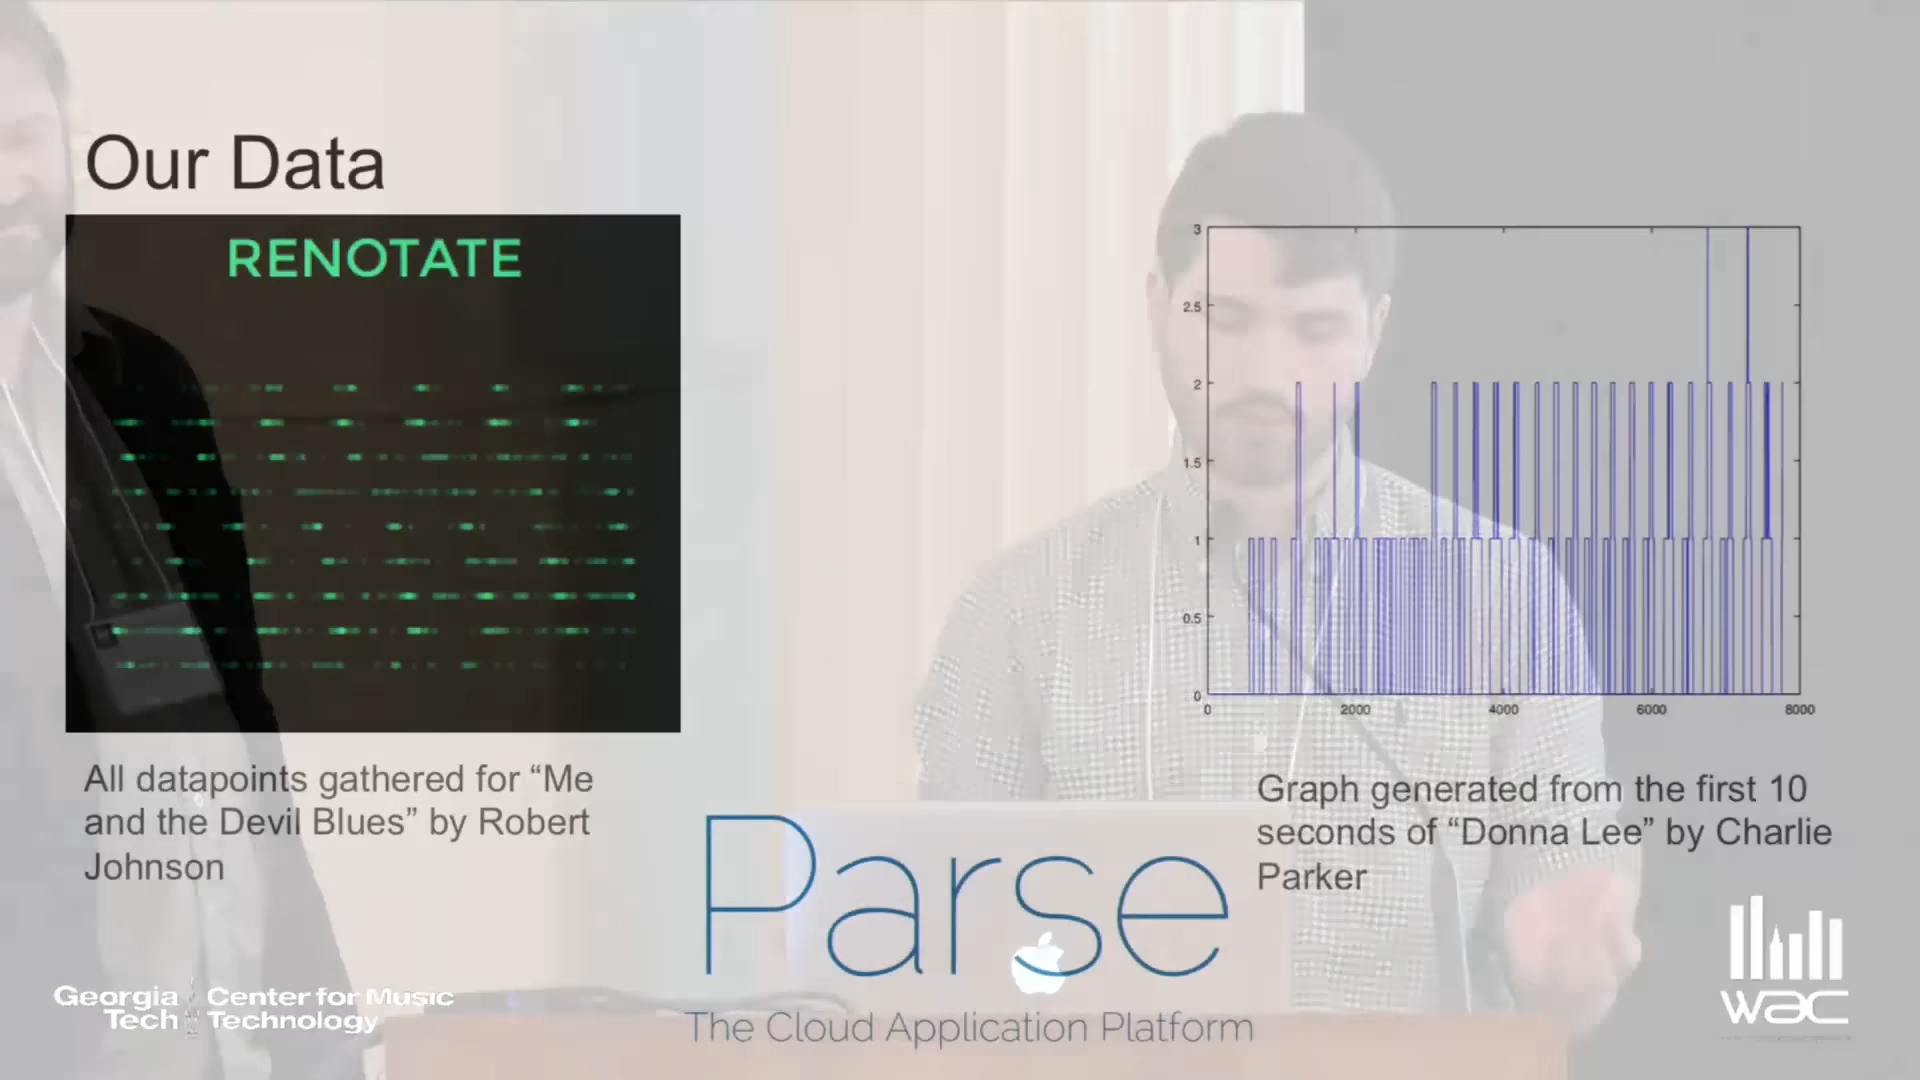 Our Data
RENOTATE
3
2.5
2
1.5
1
0.5
0
0 2000 4000 6000 8000
All datapoints gathered for “Me
and the Devil Blues” by Robert
Johnson
Graph generated from the first 10
seconds of “Donna Lee” by Charlie
Parker
Parse
The Cloud Application Platform
Georgia Tech
Center for Music Technology
wac